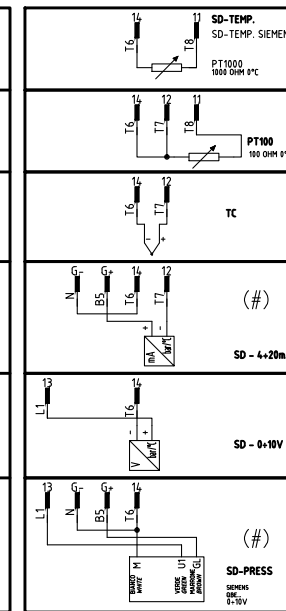 14 11 SD-TEMP.
SD-TEMP. SIEMEN
T6 T8
PT1000
1000 OHM 0°C
14 12 11
T6 T7 T8
PT100
100 OHM 0°
14 12
T6 T7
TC
- +
G- G+ 14 12
N B5 T6 T7
(#)
+ -
mA bar/°C
SD - 4÷20m
13 14
L1 T6
- +
V bar/°C
SD - 0÷10V
13 G- G+ 14
L1 N B5 T6
(#)
M U1 GL
BIANCO
WHITE
VERDE
GREEN
MARRONE
BROWN
SD-PRESS
SIEMENS
QBE..
0÷10V